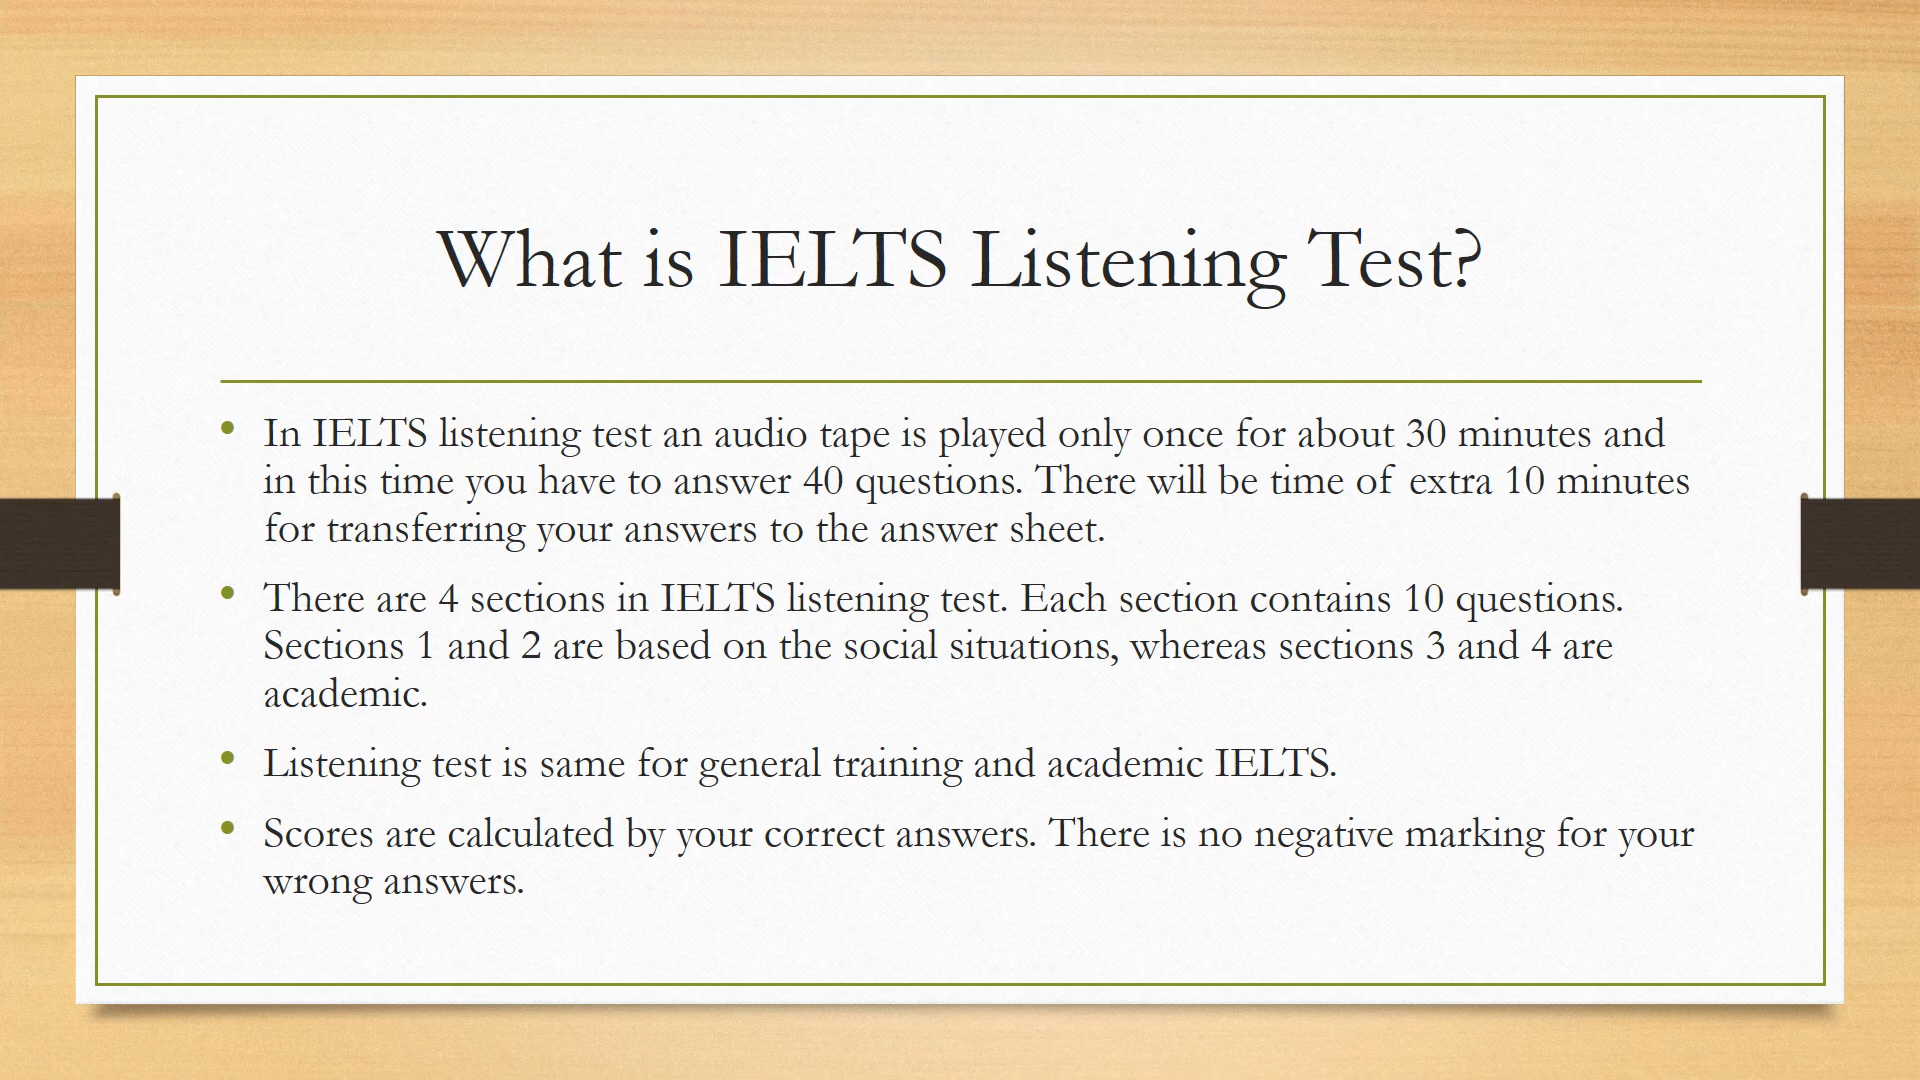 What is IELTS Listening Test?
• In IELTS listening test an audio tape is played only once for about 30 minutes and
in this time you have to answer 40 questions. There will be time of extra 10 minutes
for transferring your answers to the answer sheet.
• There are 4 sections in IELTS listening test. Each section contains 10 questions.
Sections 1 and 2 are based on the social situations, whereas sections 3 and 4 are
academic.
• Listening test is same for general training and academic IELTS.
• Scores are calculated by your correct answers. There is no negative marking for your
wrong answers.